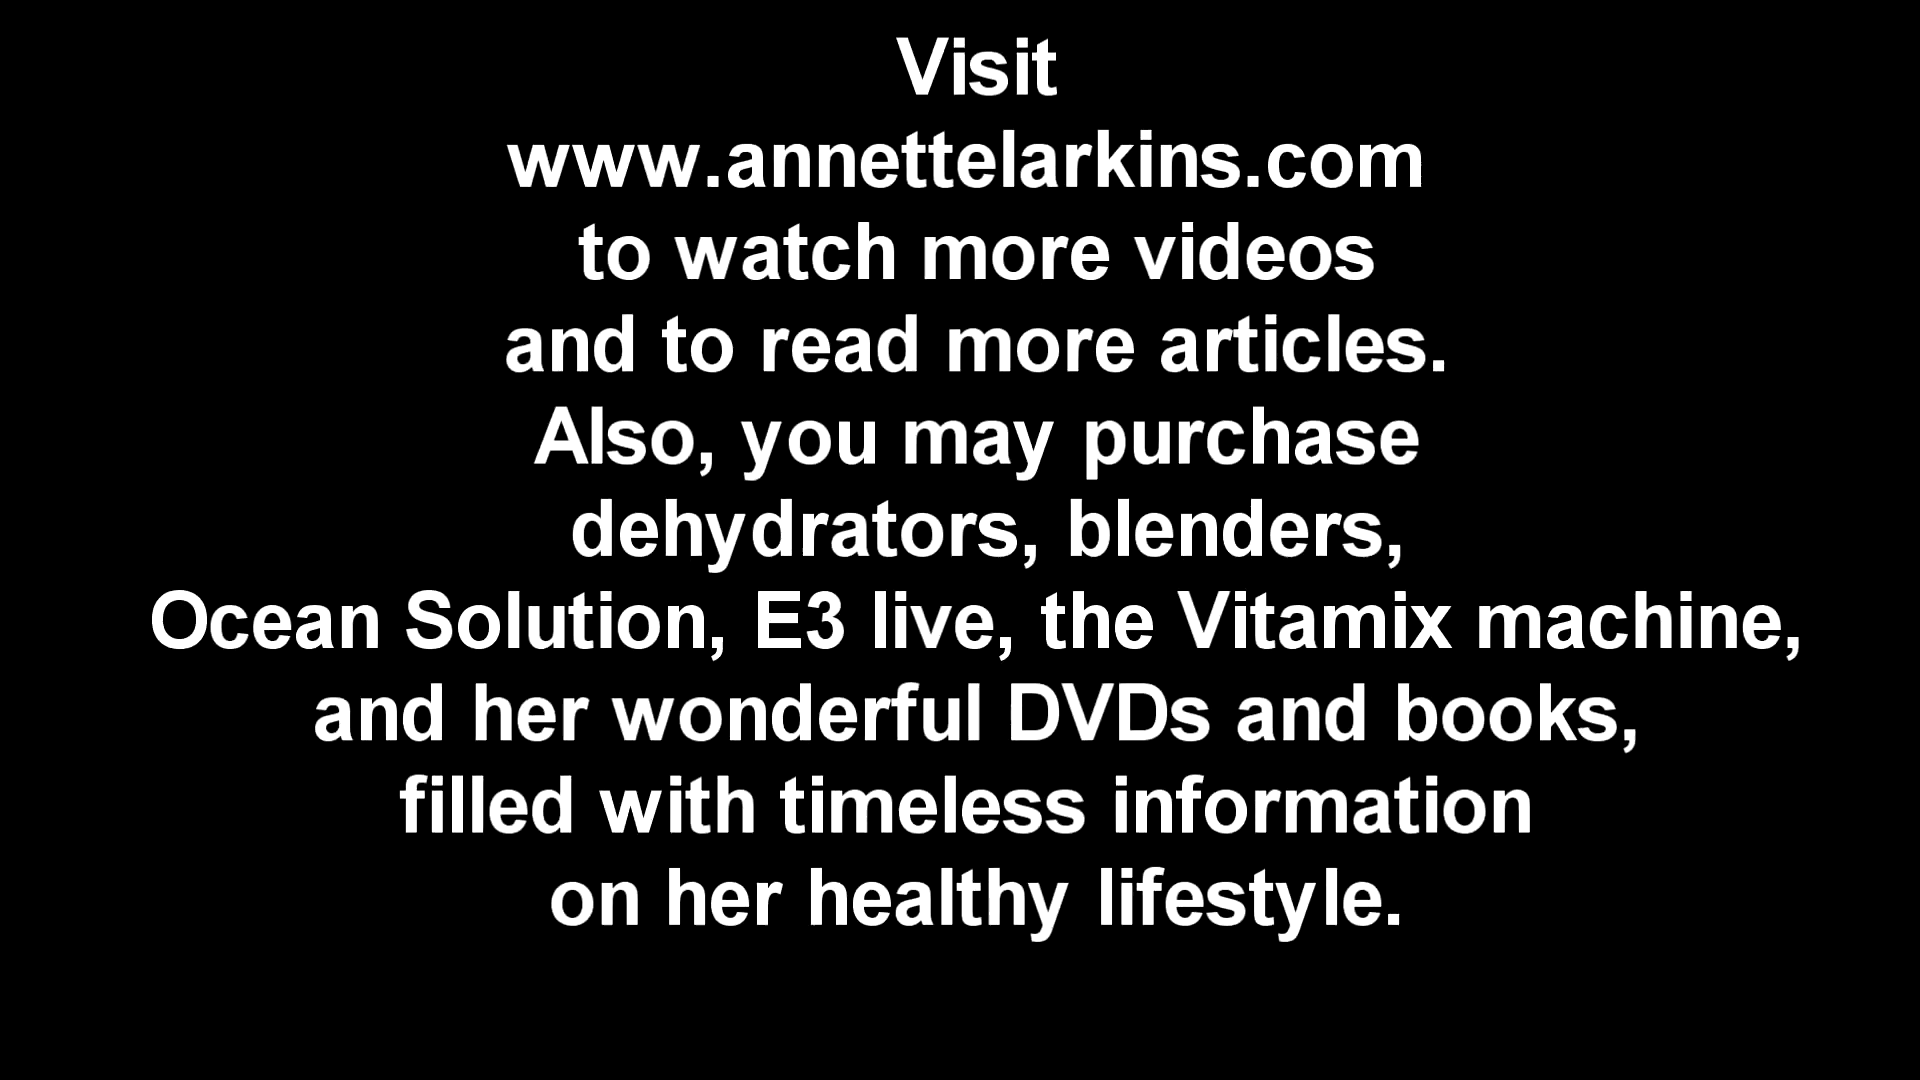 Visit
www.annettelarkins.com
to watch more videos
and to read more articles.
Also, you may purchase
dehydrators, blenders,
Ocean Solution, E3 live, the Vitamix machine,
and her wonderful DVDs and books,
filled with timeless information
on her healthy lifestyle.